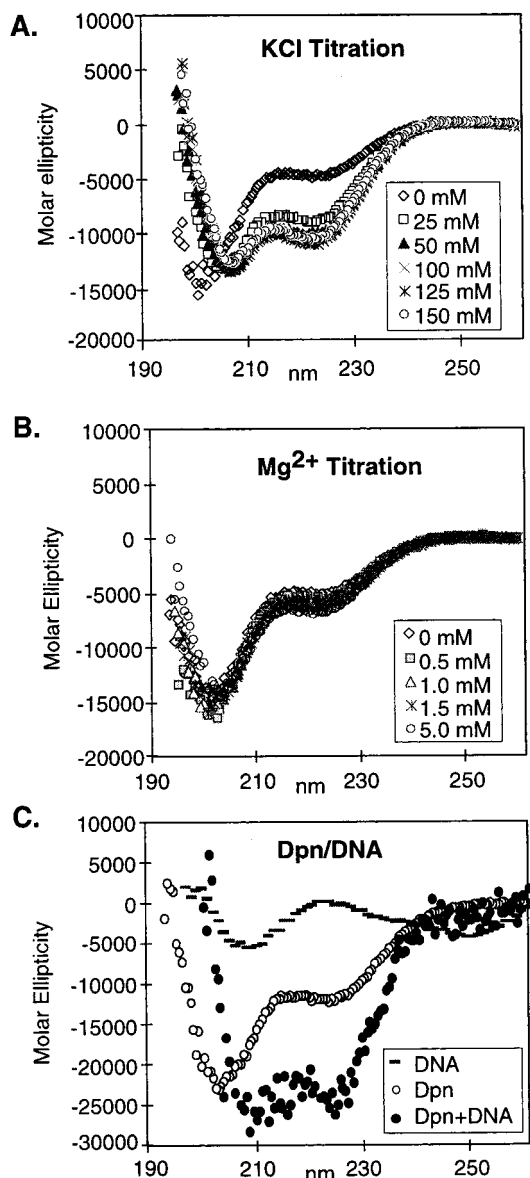 A.
KCl Titration
10000
5000
0
-5000
-10000
-15000
-20000
Molar ellipticity
0 mM
25 mM
50 mM
100 mM
125 mM
150 mM
190
210
nm
230
250
B.
Mg2+ Titration
10000
5000
0
-5000
-10000
-15000
-20000
Molar Ellipticity
0 mM
0.5 mM
1.0 mM
1.5 mM
5.0 mM
190
210
nm
230
250
C.
Dpn/DNA
10000
5000
0
-5000
-10000
-15000
-20000
-25000
-30000
Molar Ellipticity
DNA
Dpn
Dpn+DNA
190
210
nm
230
250